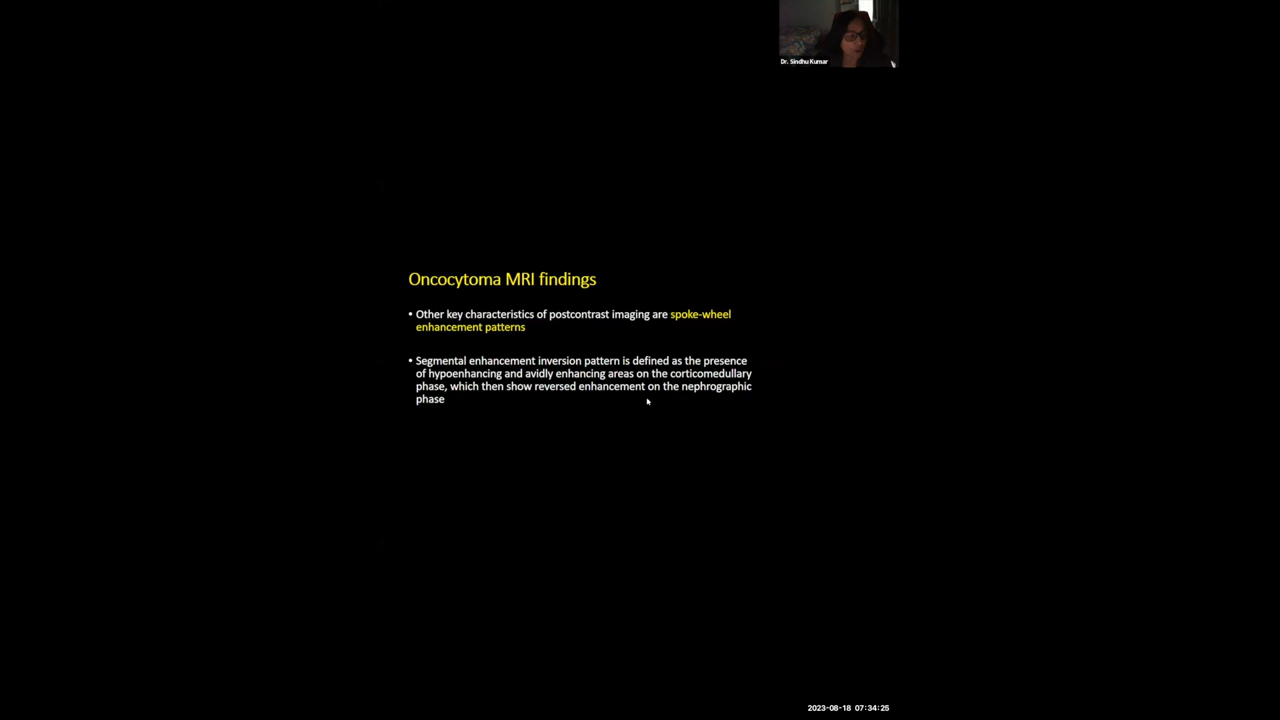 Dr. Sindhu Kumar
Oncocytoma MRI findings
• Other key characteristics of postcontrast imaging are spoke-wheel
enhancement patterns
• Segmental enhancement inversion pattern is defined as the presence
of hypoenhancing and avidly enhancing areas on the corticomedullary
phase, which then show reversed enhancement on the nephrographic
phase
2023-08-18 07:34:25